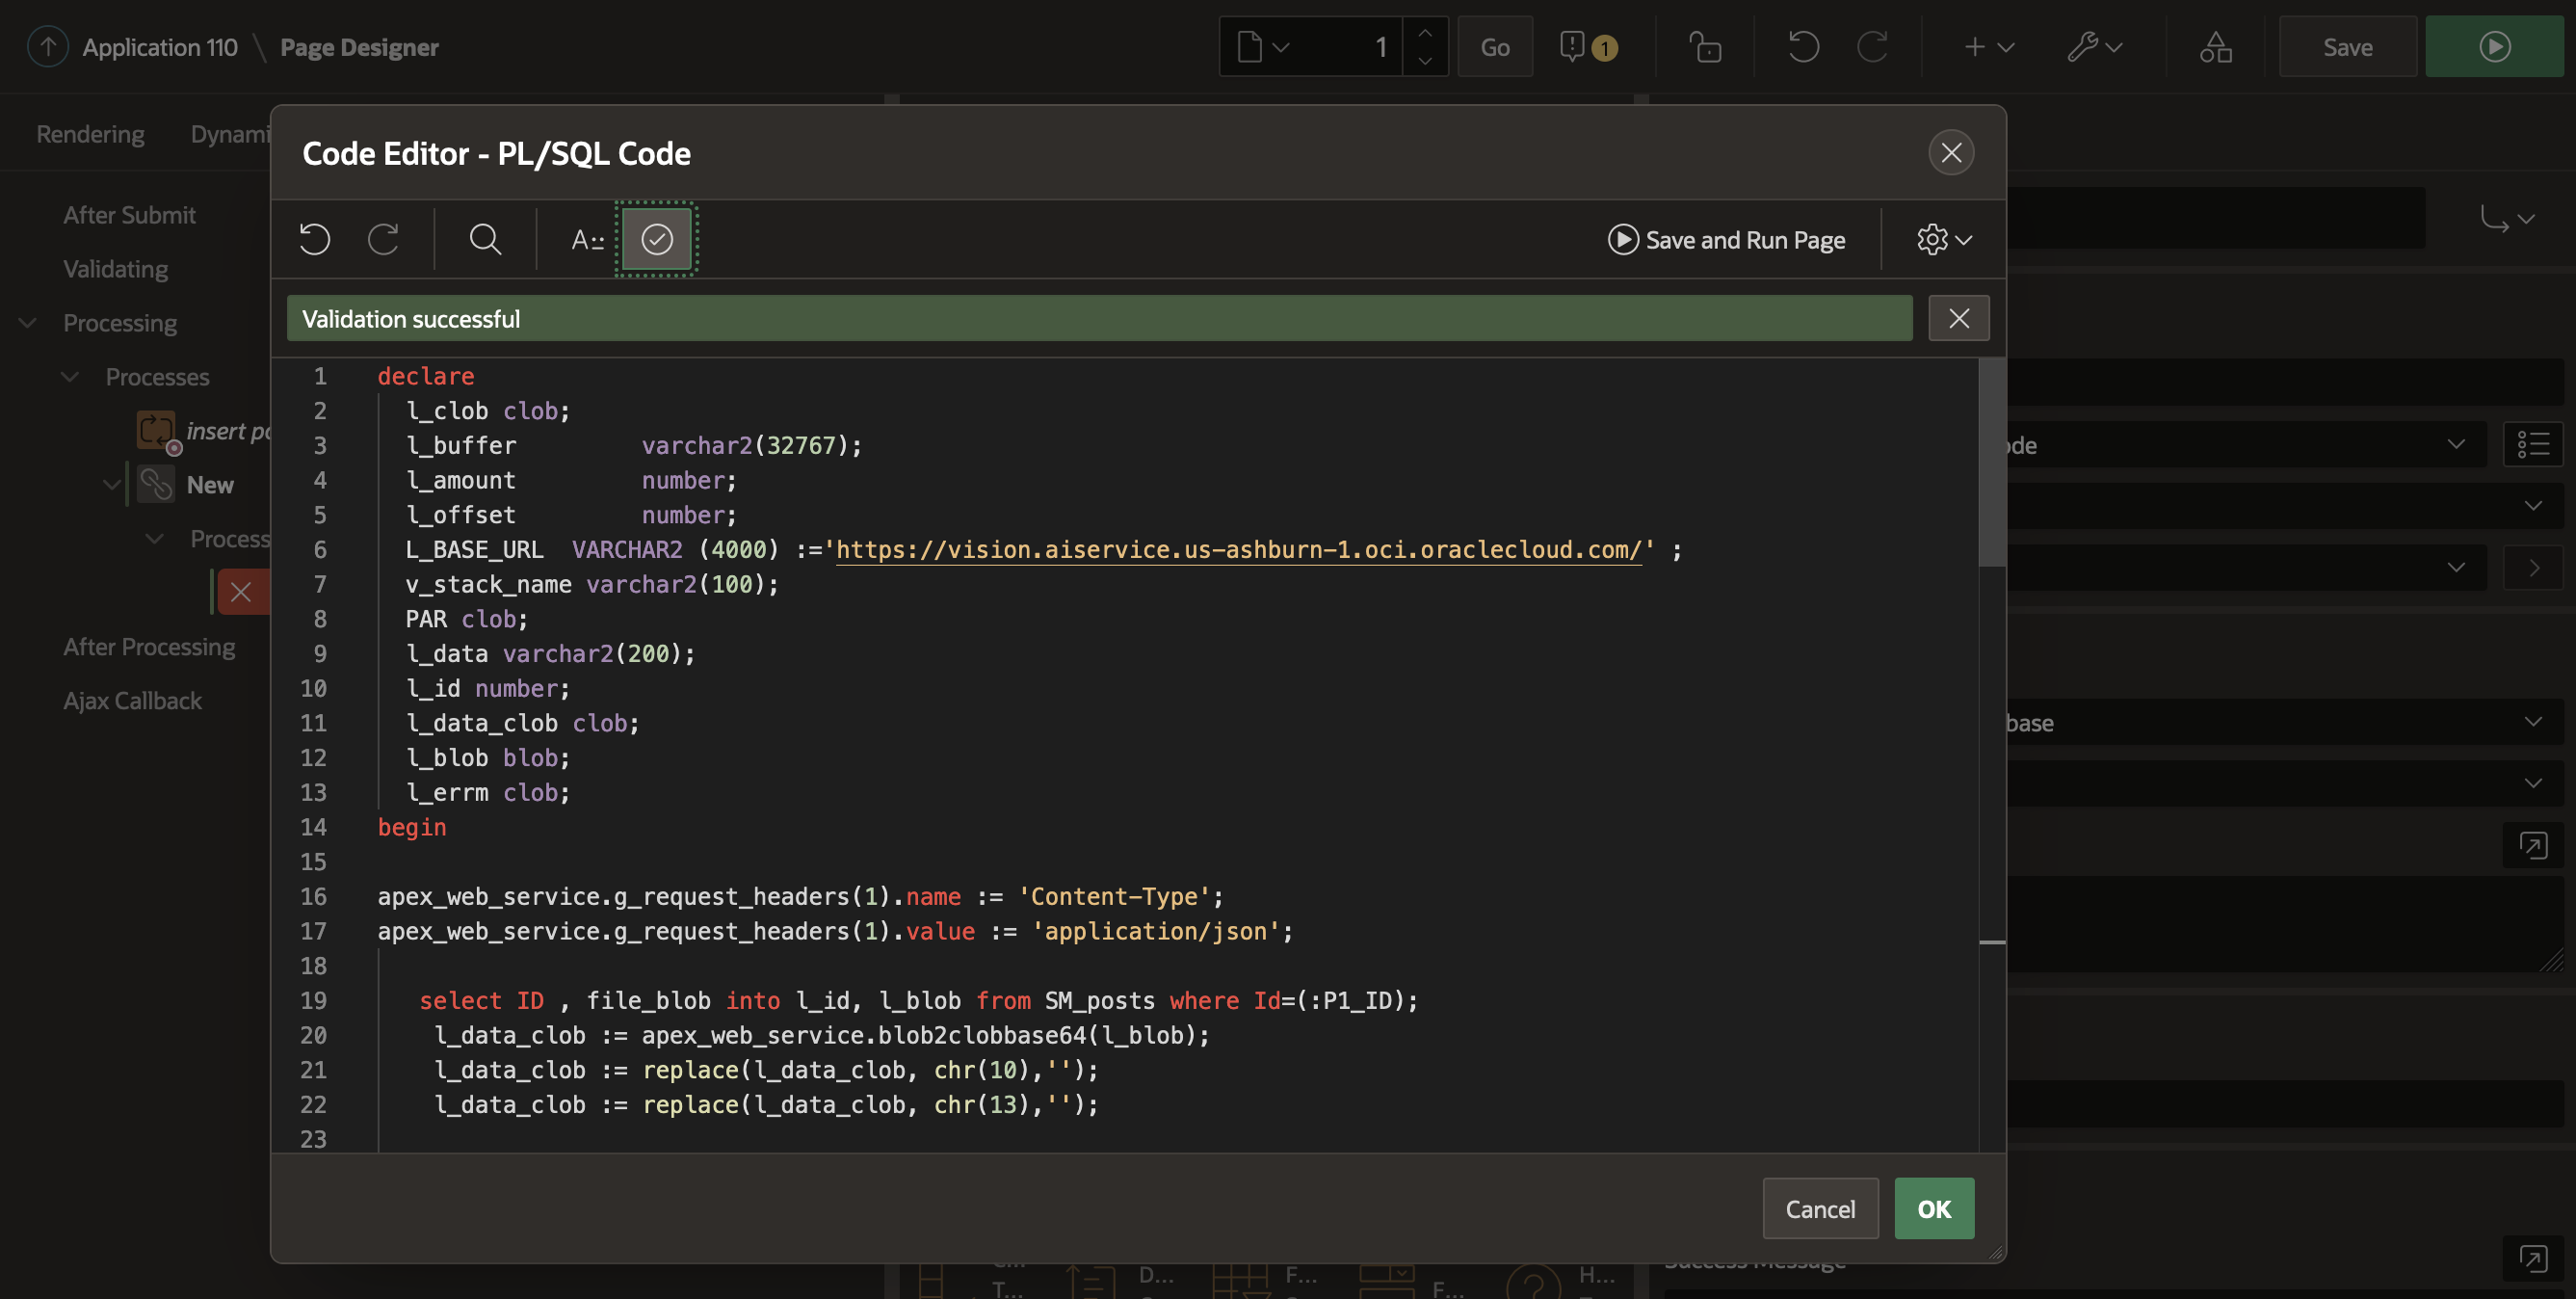 Application 110 \ Page Designer
1
Go
1
Save
Rendering
Dynami
After Submit
Validating
Processing
Processes
insert po
New
Process
After Processing
Ajax Callback
Code Editor - PL/SQL Code
A::
Save and Run Page
Validation successful
1 declare
2 l_clob clob;
3 l_buffer varchar2(32767);
4 l_amount number;
5 l_offset number;
6 L_BASE_URL VARCHAR2 (4000) :='https://vision.aiservice.us-ashburn-1.oci.oraclecloud.com/' ;
7 v_stack_name varchar2(100);
8 PAR clob;
9 l_data varchar2(200);
10 l_id number;
11 l_data_clob clob;
12 l_blob blob;
13 l_errm clob;
14 begin
15
16 apex_web_service.g_request_headers(1).name := 'Content-Type';
17 apex_web_service.g_request_headers(1).value := 'application/json';
18
19 select ID , file_blob into l_id, l_blob from SM_posts where Id=(:P1_ID);
20 l_data_clob := apex_web_service.blob2clobbase64(l_blob);
21 l_data_clob := replace(l_data_clob, chr(10),'');
22 l_data_clob := replace(l_data_clob, chr(13),'');
23
Cancel
OK
ode
base
Success Message
T...
D...
F...
F...
H...